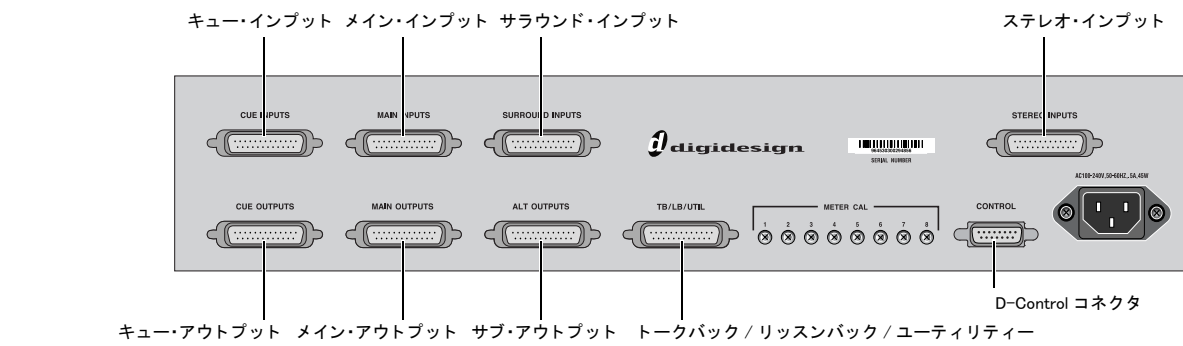 キュー・インプット メイン・インプット サラウンド・インプット ステレオ・インプット
CUE INPUTS MAIN INPUTS SURROUND INPUTS STEREO INPUTS
digidesign
SERIAL NUMBER
AC100-240V,50-60HZ,.5A,45W
CUE OUTPUTS MAIN OUTPUTS ALT OUTPUTS TB/LB/UTIL METER CAL CONTROL
1 2 3 4 5 6 7 8
D-Control コネクタ
キュー・アウトプット メイン・アウトプット サブ・アウトプット トークバック / リッスンバック / ユーティリティー